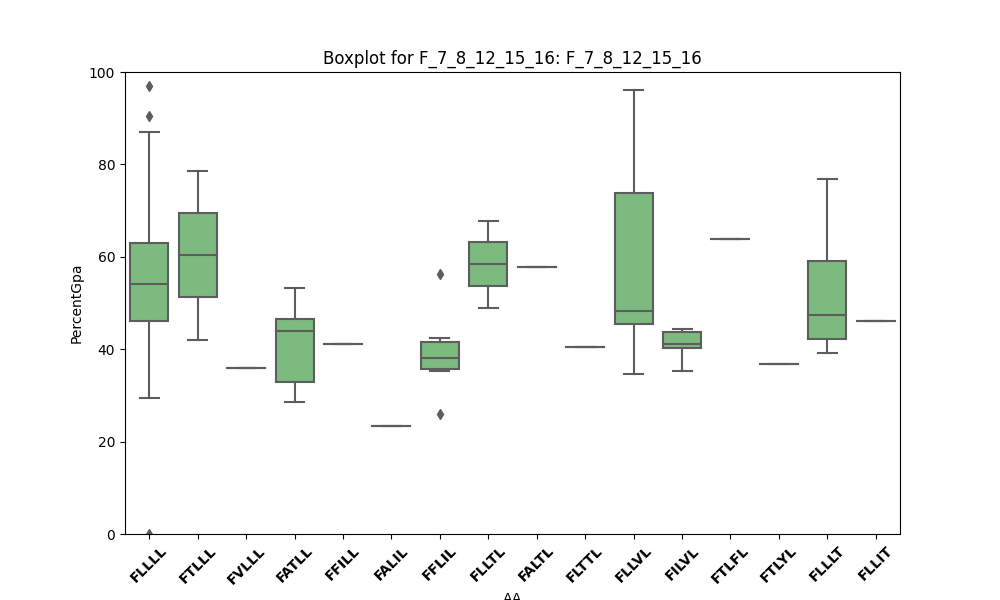 Boxplot for F_7_8_12_15_16: F_7_8_12_15_16
PercentGpa
100
80
60
40
20
0
FLLLL
FTLLL
FVLLL
FATLL
FFILL
FALIL
FFLIL
FLLTL
FALTL
FLTTL
FLLVL
FILVL
FTLFL
FTLYL
FLLLT
FLLIT
AA